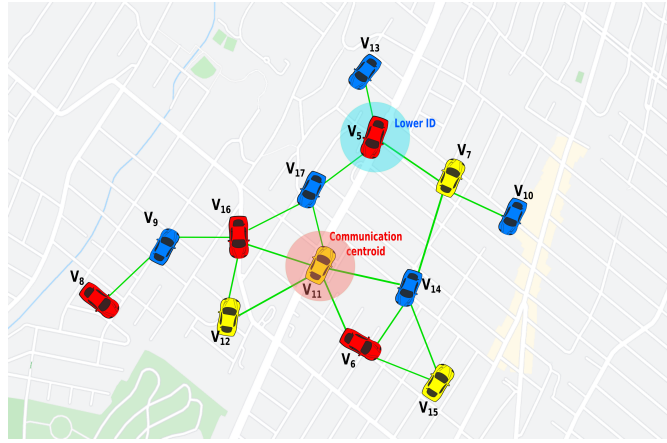 V13
Lower ID
V5
V7
V17
V10
V16
V9
Communication
centroid
V8
V11
V14
V12
V6
V15